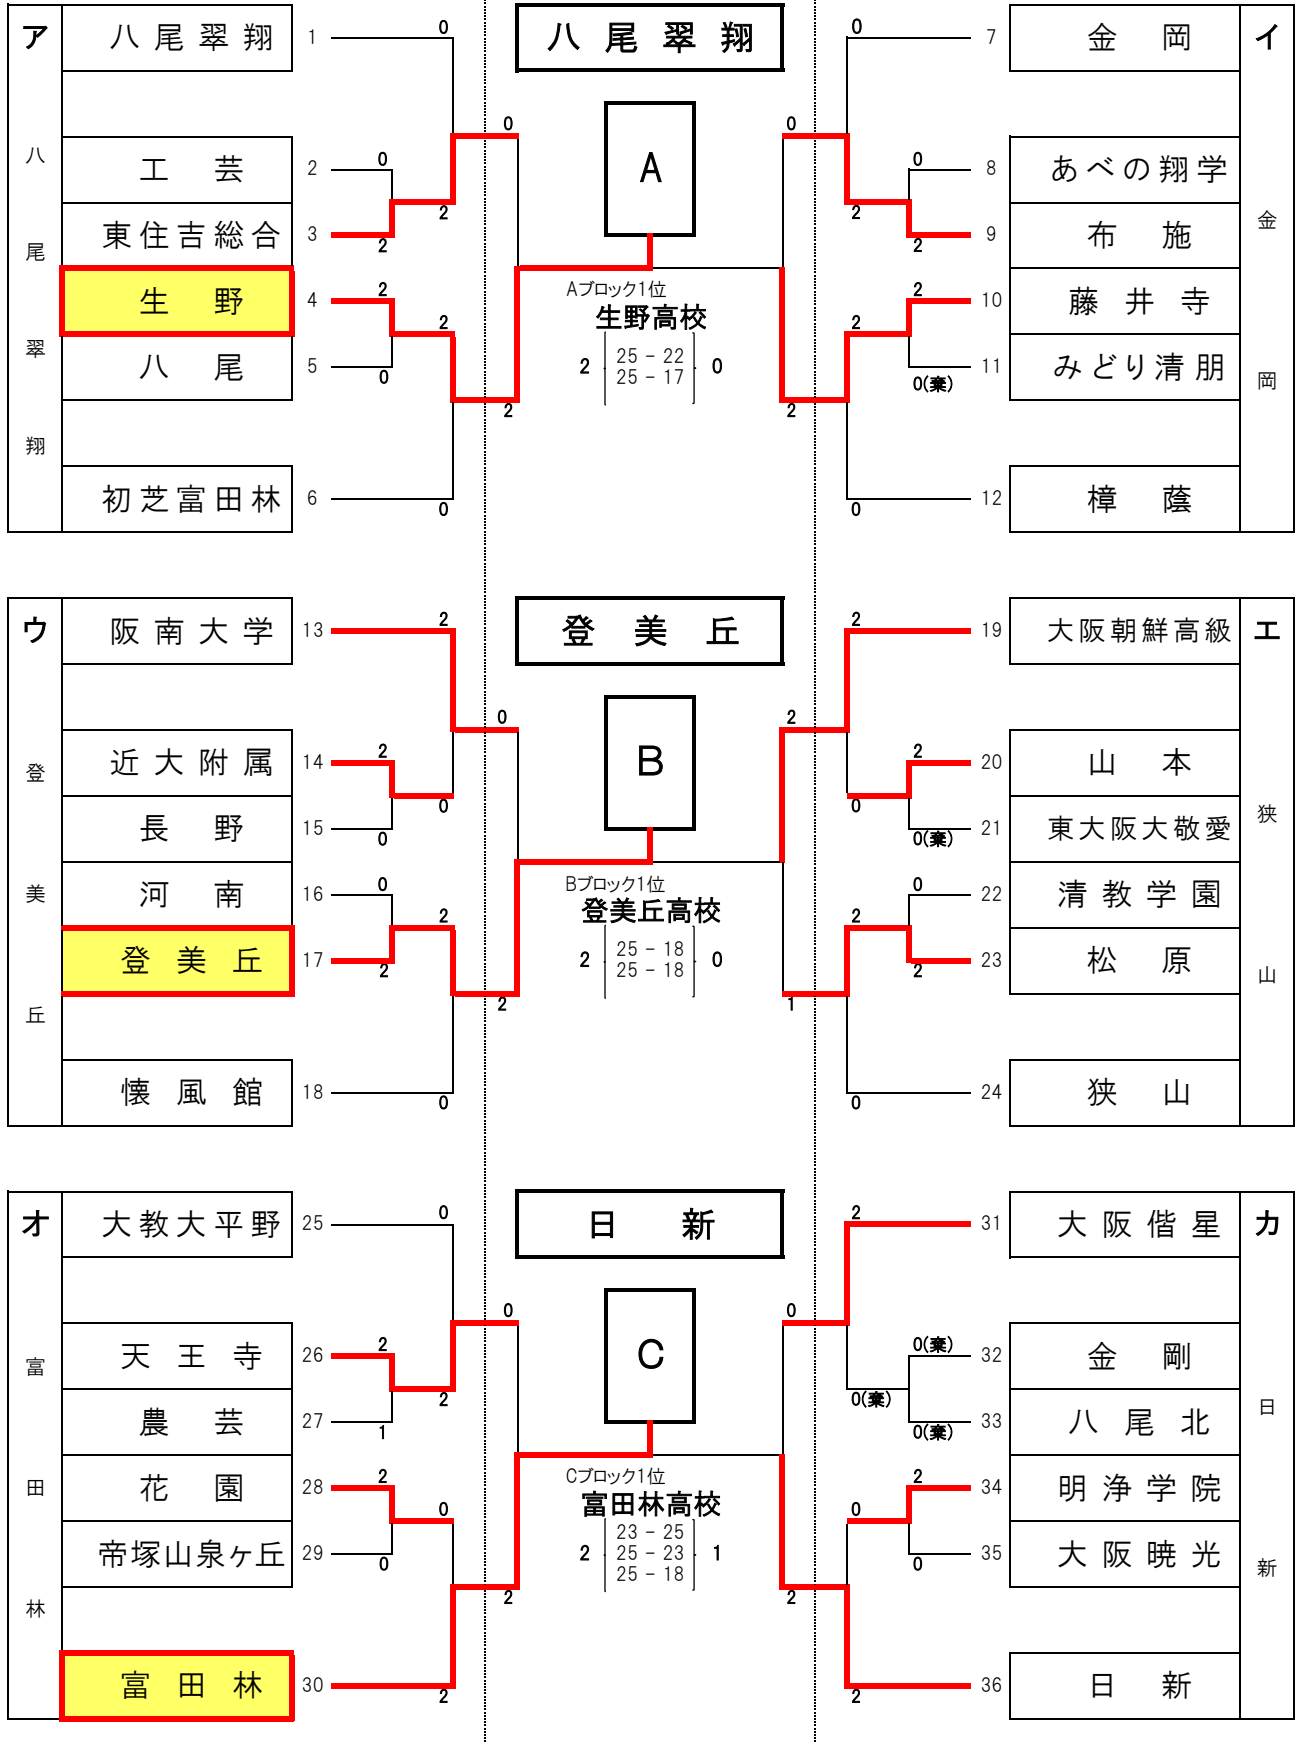 ア
八尾翠翔
八尾翠翔 1 0
工芸 2 0
東住吉総合 3 2
2
0
生野 4 2
八尾 5 0
2
2
初芝富田林 6 0
八尾翠翔
A
Aブロック1位
生野高校
2 25 - 22 0
25 - 17
イ
金岡
0 7 金岡
0 8 あべの翔学
2 9 布施
2
0
2 10 藤井寺
0(棄) 11 みどり清朋
2
2
0 12 樟蔭
ウ
登美丘
阪南大学 13 2
近大附属 14 2
長野 15 0
0
0
河南 16 0
登美丘 17 2
2
2
懐風館 18 0
登美丘
B
Bブロック1位
登美丘高校
2 25 - 18 0
25 - 18
エ
狭山
2 19 大阪朝鮮高級
2 20 山本
0(棄) 21 東大阪大敬愛
0
2
0 22 清教学園
2 23 松原
2
1
0 24 狭山
オ
富田林
大教大平野 25 0
天王寺 26 2
農芸 27 1
2
0
花園 28 2
帝塚山泉ヶ丘 29 0
0
2
富田林 30 2
日新
C
Cブロック1位
富田林高校
23 - 25
2 25 - 23 1
25 - 18
カ
日新
2 31 大阪偕星
0(棄) 32 金剛
0(棄) 33 八尾北
0(棄)
0
2 34 明浄学院
0 35 大阪暁光
0
2
2 36 日新